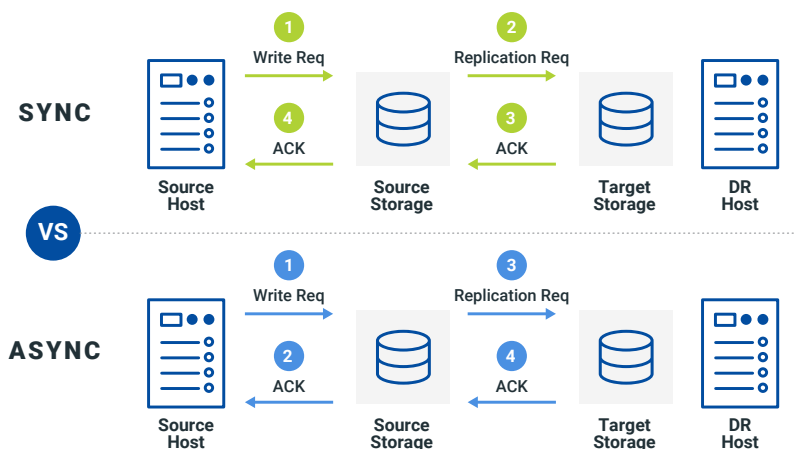 1
2
Write Req
Replication Req
SYNC
4
3
ACK
ACK
Source
Host
Source
Storage
Target
Storage
DR
Host
VS
1
3
Write Req
Replication Req
ASYNC
2
4
ACK
ACK
Source
Host
Source
Storage
Target
Storage
DR
Host